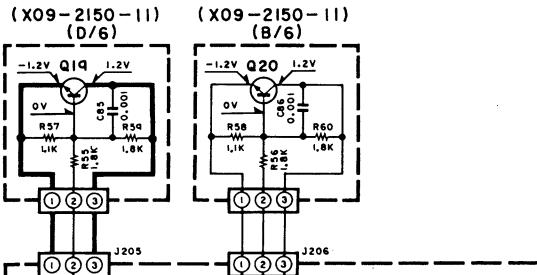 (X09-2150-11) (X09-2150-11)
(D/6) (B/6)
-1.2V Q19 1.2V -1.2V Q20 1.2V
0V C85 0.001 0V C86 0.001
R57 R59 R58 R60
1.1K R55 1.8K 1.8K 1.1K R56 1.8K 1.8K
1 2 3 1 2 3
J205 J206
1 2 3 1 2 3